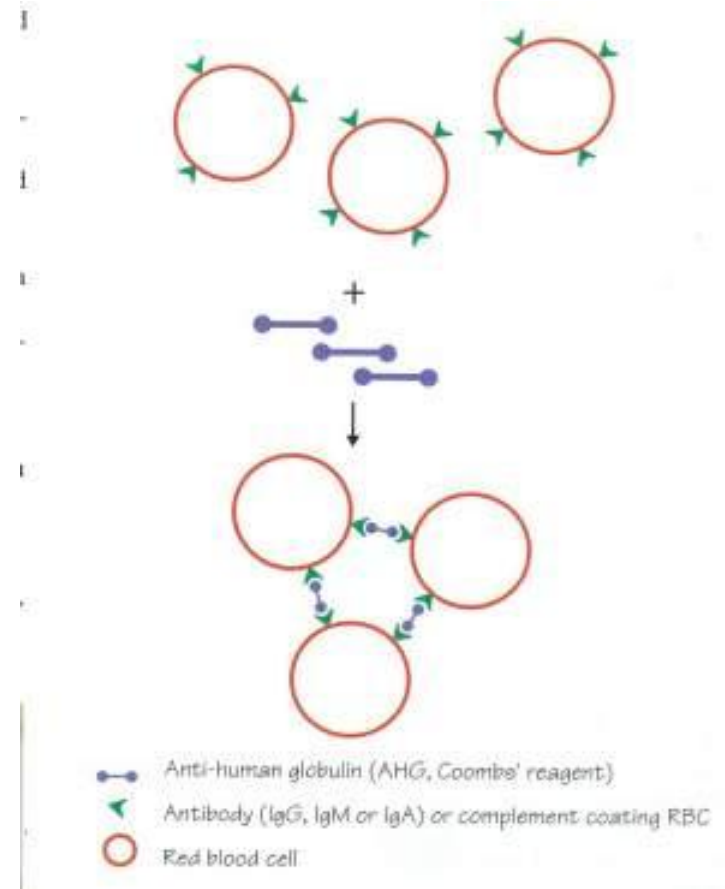 +
Anti-human globulin (AHG, Coombs' reagent)
Antibody (IgG, IgM or IgA) or complement coating RBC
Red blood cell